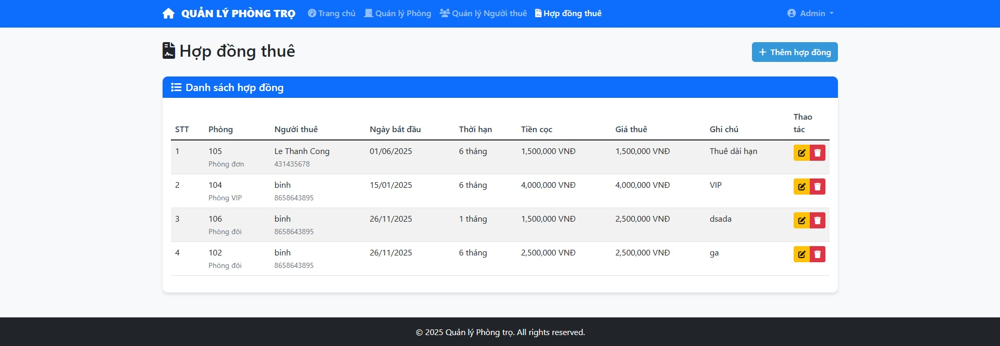 QUẢN LÝ PHÒNG TRỌ Trang chủ Quản lý Phòng Quản lý Người thuê Hợp đồng thuê Admin
Hợp đồng thuê
+ Thêm hợp đồng
Danh sách hợp đồng
STT Phòng Người thuê Ngày bắt đầu Thời hạn Tiền cọc Giá thuê Ghi chú Thao tác
1 105 Le Thanh Cong 01/06/2025 6 tháng 1,500,000 VNĐ 1,500,000 VNĐ Thuê dài hạn
Phòng đơn 431435678
2 104 binh 15/01/2025 6 tháng 4,000,000 VNĐ 4,000,000 VNĐ VIP
Phòng VIP 8658643895
3 106 binh 26/11/2025 1 tháng 1,500,000 VNĐ 2,500,000 VNĐ dsada
Phòng đôi 8658643895
4 102 binh 26/11/2025 6 tháng 2,500,000 VNĐ 2,500,000 VNĐ ga
Phòng đôi 8658643895
© 2025 Quản lý Phòng trọ. All rights reserved.